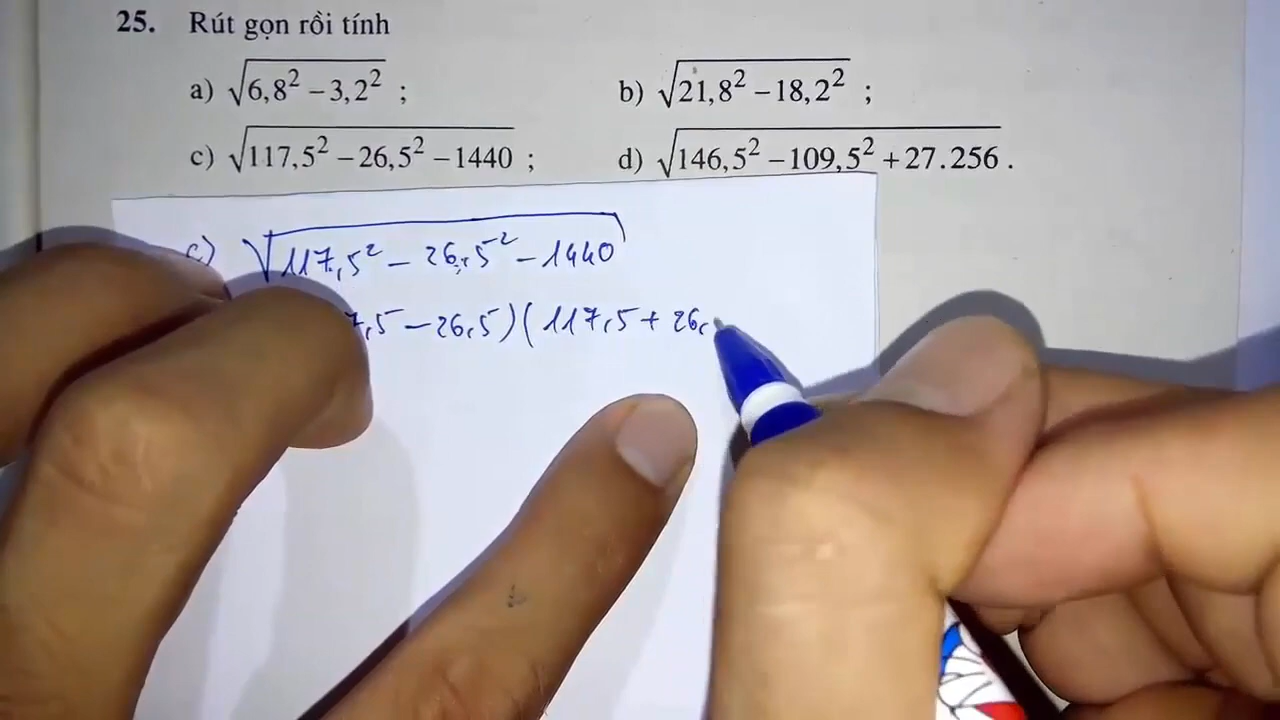 25. Rút gọn rồi tính
a) √(6,8² – 3,2²) ; b) √(21,8² – 18,2²) ;
c) √(117,5² – 26,5² – 1440) ; d) √(146,5² – 109,5² + 27.256) .
c) √(117,5² – 26,5² – 1440)
7,5 – 26,5)(117,5 + 26,